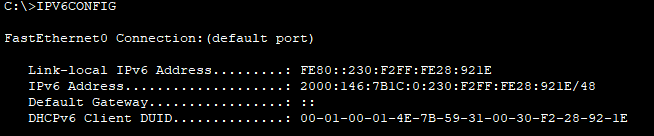 C:\>IPV6CONFIG
FastEthernet0 Connection:(default port)
Link-local IPv6 Address.........: FE80::230:F2FF:FE28:921E
IPv6 Address....................: 2000:146:7B1C:0:230:F2FF:FE28:921E/48
Default Gateway.................: ::
DHCPv6 Client DUID..............: 00-01-00-01-4E-7B-59-31-00-30-F2-28-92-1E